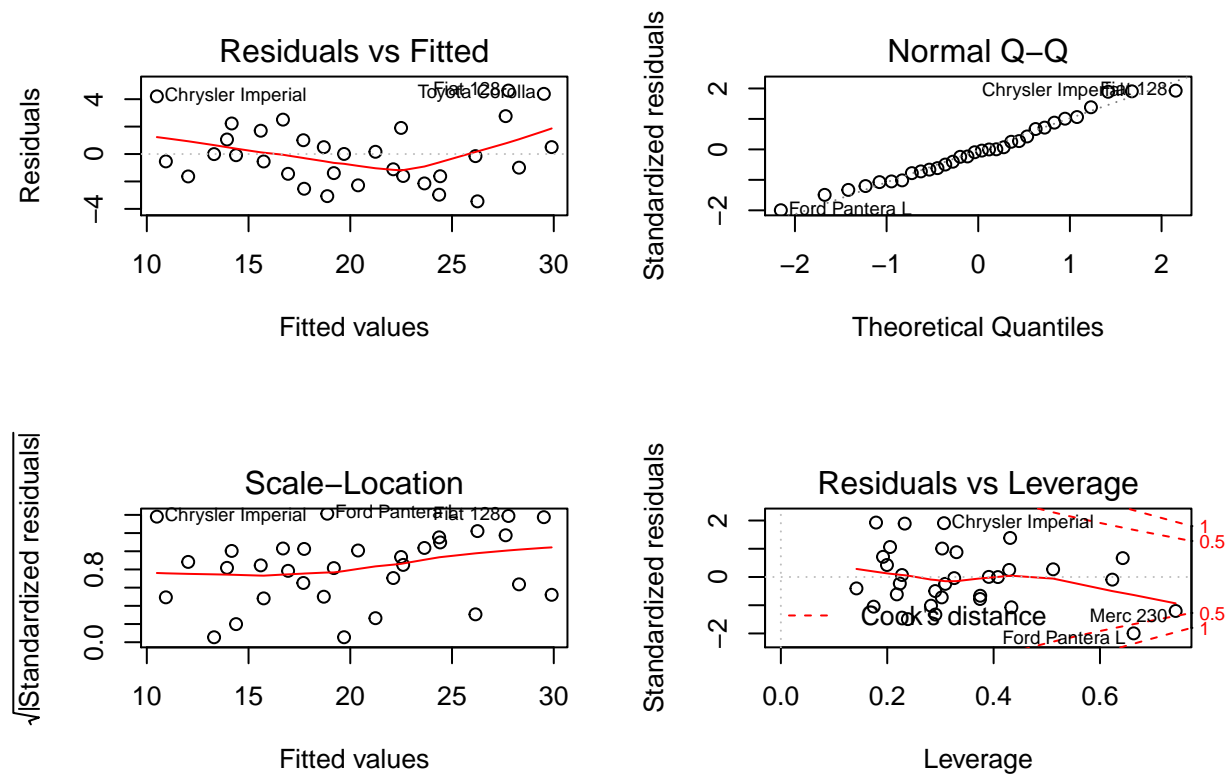 Residuals vs Fitted
Residuals
4
0
−4
Chrysler Imperial
Fiat 128
Toyota Corolla
10 15 20 25 30
Fitted values
Normal Q−Q
Standardized residuals
2
0
−2
Chrysler Imperial
Fiat 128
Ford Pantera L
−2 −1 0 1 2
Theoretical Quantiles
Scale−Location
√|Standardized residuals|
0.8
0.0
Chrysler Imperial
Ford Pantera L
Fiat 128
10 15 20 25 30
Fitted values
Residuals vs Leverage
Standardized residuals
2
0
−2
Chrysler Imperial
Merc 230
Ford Pantera L
Cook's distance
1
0.5
0.5
1
0.0 0.2 0.4 0.6
Leverage